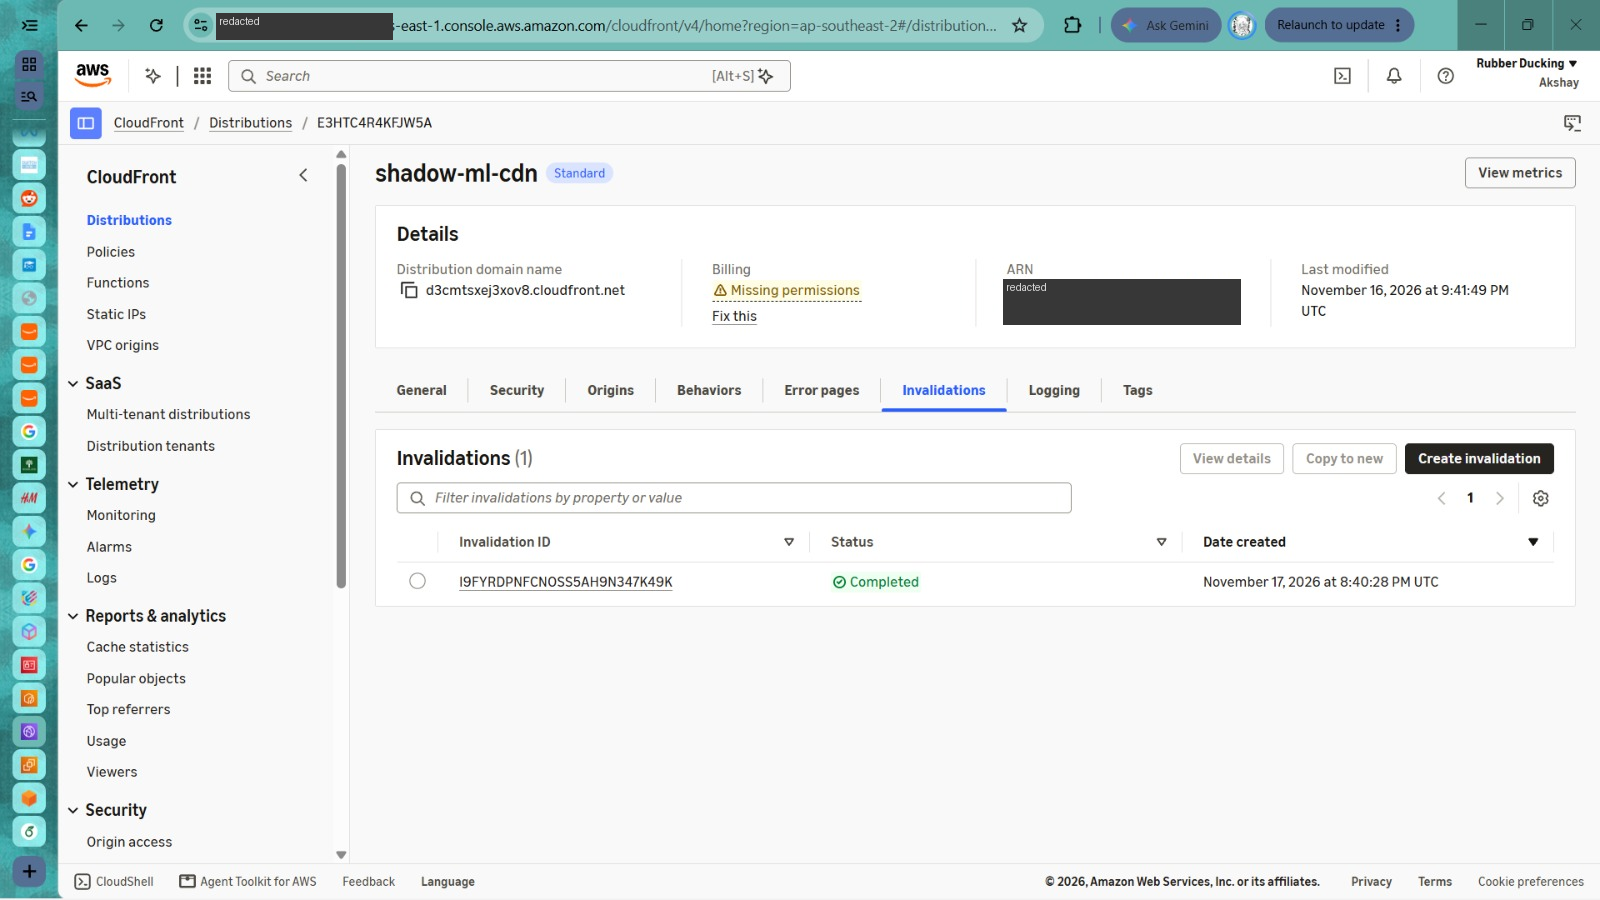 redacted
-east-1.console.aws.amazon.com/cloudfront/v4/home?region=ap-southeast-2#/distribution...
Ask Gemini
Relaunch to update
aws
Search
[Alt+S]
Rubber Ducking
Akshay
CloudFront / Distributions / E3HTC4R4KFJW5A
CloudFront
Distributions
Policies
Functions
Static IPs
VPC origins
SaaS
Multi-tenant distributions
Distribution tenants
Telemetry
Monitoring
Alarms
Logs
Reports & analytics
Cache statistics
Popular objects
Top referrers
Usage
Viewers
Security
Origin access
shadow-ml-cdn
Standard
View metrics
Details
Distribution domain name
d3cmtsxej3xov8.cloudfront.net
Billing
Missing permissions
Fix this
ARN
redacted
Last modified
November 16, 2026 at 9:41:49 PM
UTC
General
Security
Origins
Behaviors
Error pages
Invalidations
Logging
Tags
Invalidations (1)
View details
Copy to new
Create invalidation
Filter invalidations by property or value
1
Invalidation ID
Status
Date created
I9FYRDPNFCNOSS5AH9N347K49K
Completed
November 17, 2026 at 8:40:28 PM UTC
CloudShell
Agent Toolkit for AWS
Feedback
Language
© 2026, Amazon Web Services, Inc. or its affiliates.
Privacy
Terms
Cookie preferences